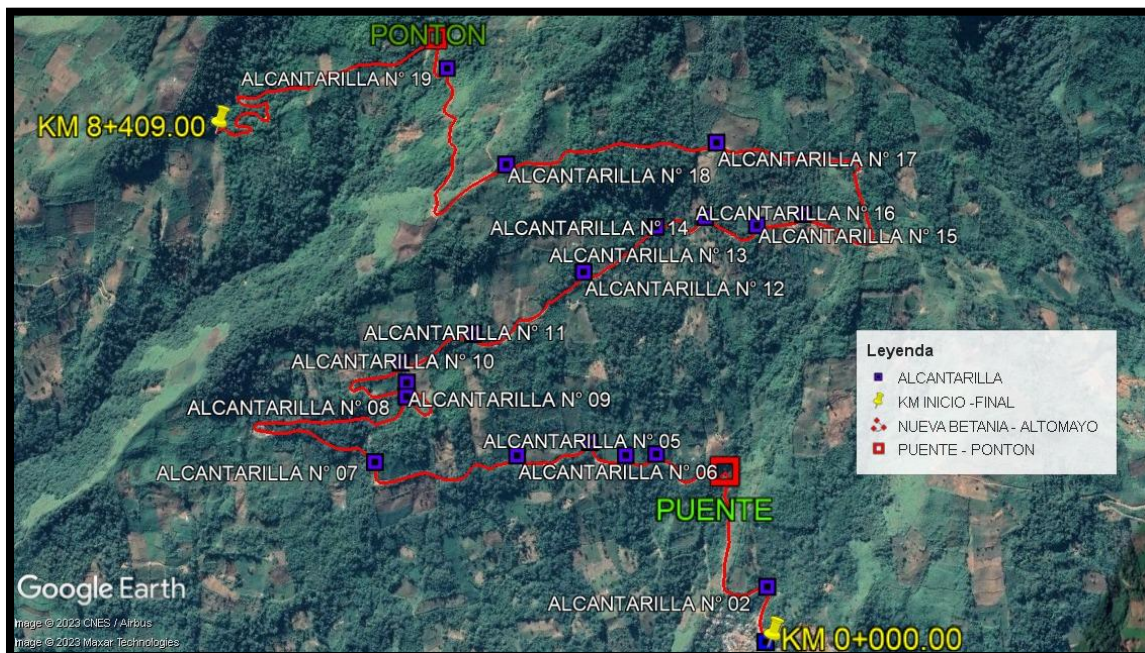 PONTON
ALCANTARILLA N° 19
KM 8+409.00
ALCANTARILLA N° 17
ALCANTARILLA N° 18
ALCANTARILLA N° 16
ALCANTARILLA N° 14
ALCANTARILLA N° 15
ALCANTARILLA N° 13
ALCANTARILLA N° 12
ALCANTARILLA N° 11
Leyenda
ALCANTARILLA
KM INICIO -FINAL
NUEVA BETANIA - ALTOMAYO
PUENTE - PONTON
ALCANTARILLA N° 10
ALCANTARILLA N° 09
ALCANTARILLA N° 08
ALCANTARILLA N° 05
ALCANTARILLA N° 06
ALCANTARILLA N° 07
PUENTE
Google Earth
ALCANTARILLA N° 02
Image © 2023 CNES / Airbus
Image © 2023 Maxar Technologies
KM 0+000.00